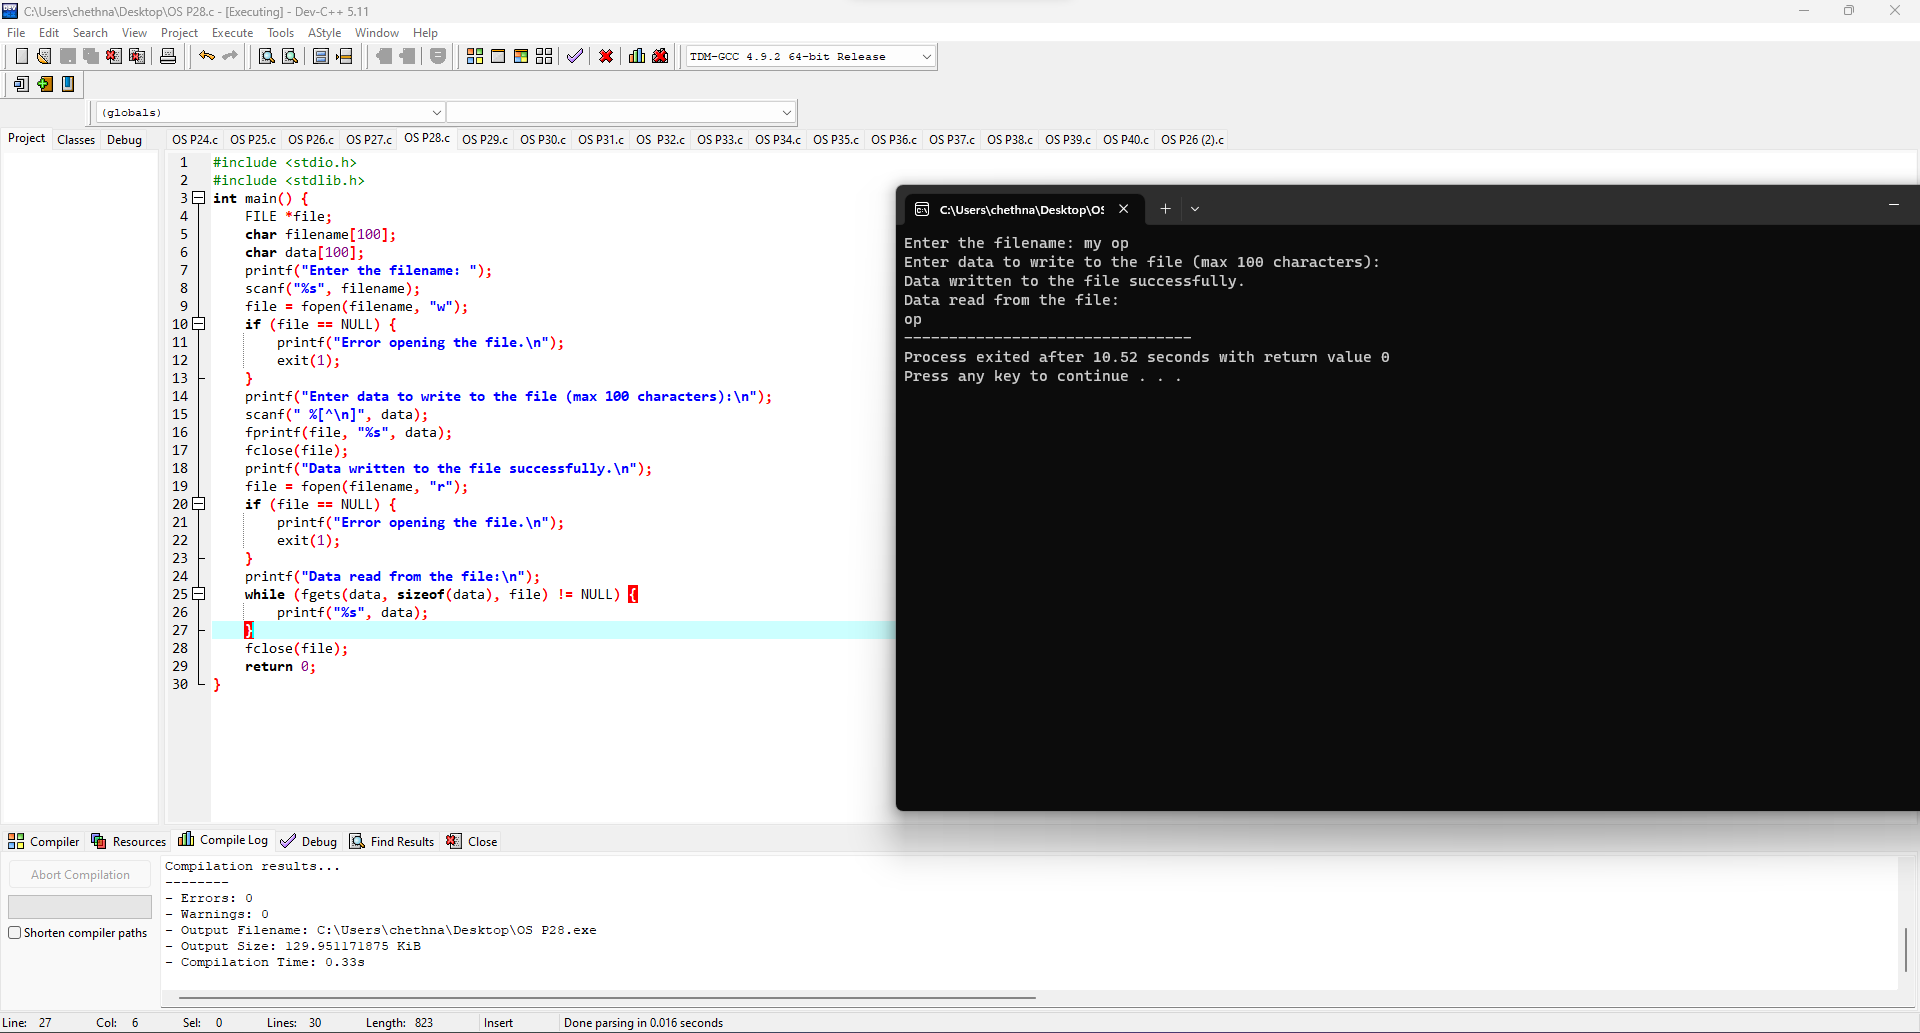 C:\Users\chethna\Desktop\OS P28.c - [Executing] - Dev-C++ 5.11
File Edit Search View Project Execute Tools AStyle Window Help
TDM-GCC 4.9.2 64-bit Release
(globals)
Project Classes Debug
OS P24.c OS P25.c OS P26.c OS P27.c OS P28.c OS P29.c OS P30.c OS P31.c OS P32.c OS P33.c OS P34.c OS P35.c OS P36.c OS P37.c OS P38.c OS P39.c OS P40.c OS P26 (2).c
1 #include <stdio.h>
2 #include <stdlib.h>
3 int main() {
4 FILE *file;
5 char filename[100];
6 char data[100];
7 printf("Enter the filename: ");
8 scanf("%s", filename);
9 file = fopen(filename, "w");
10 if (file == NULL) {
11 printf("Error opening the file.\n");
12 exit(1);
13 }
14 printf("Enter data to write to the file (max 100 characters):\n");
15 scanf(" %[^\n]", data);
16 fprintf(file, "%s", data);
17 fclose(file);
18 printf("Data written to the file successfully.\n");
19 file = fopen(filename, "r");
20 if (file == NULL) {
21 printf("Error opening the file.\n");
22 exit(1);
23 }
24 printf("Data read from the file:\n");
25 while (fgets(data, sizeof(data), file) != NULL) {
26 printf("%s", data);
27 }
28 fclose(file);
29 return 0;
30 }
C:\Users\chethna\Desktop\OS
Enter the filename: my op
Enter data to write to the file (max 100 characters):
Data written to the file successfully.
Data read from the file:
op
--------------------------------
Process exited after 10.52 seconds with return value 0
Press any key to continue . . .
Compiler Resources Compile Log Debug Find Results Close
Abort Compilation
Shorten compiler paths
Compilation results...
--------
- Errors: 0
- Warnings: 0
- Output Filename: C:\Users\chethna\Desktop\OS P28.exe
- Output Size: 129.951171875 KiB
- Compilation Time: 0.33s
Line: 27 Col: 6 Sel: 0 Lines: 30 Length: 823 Insert Done parsing in 0.016 seconds